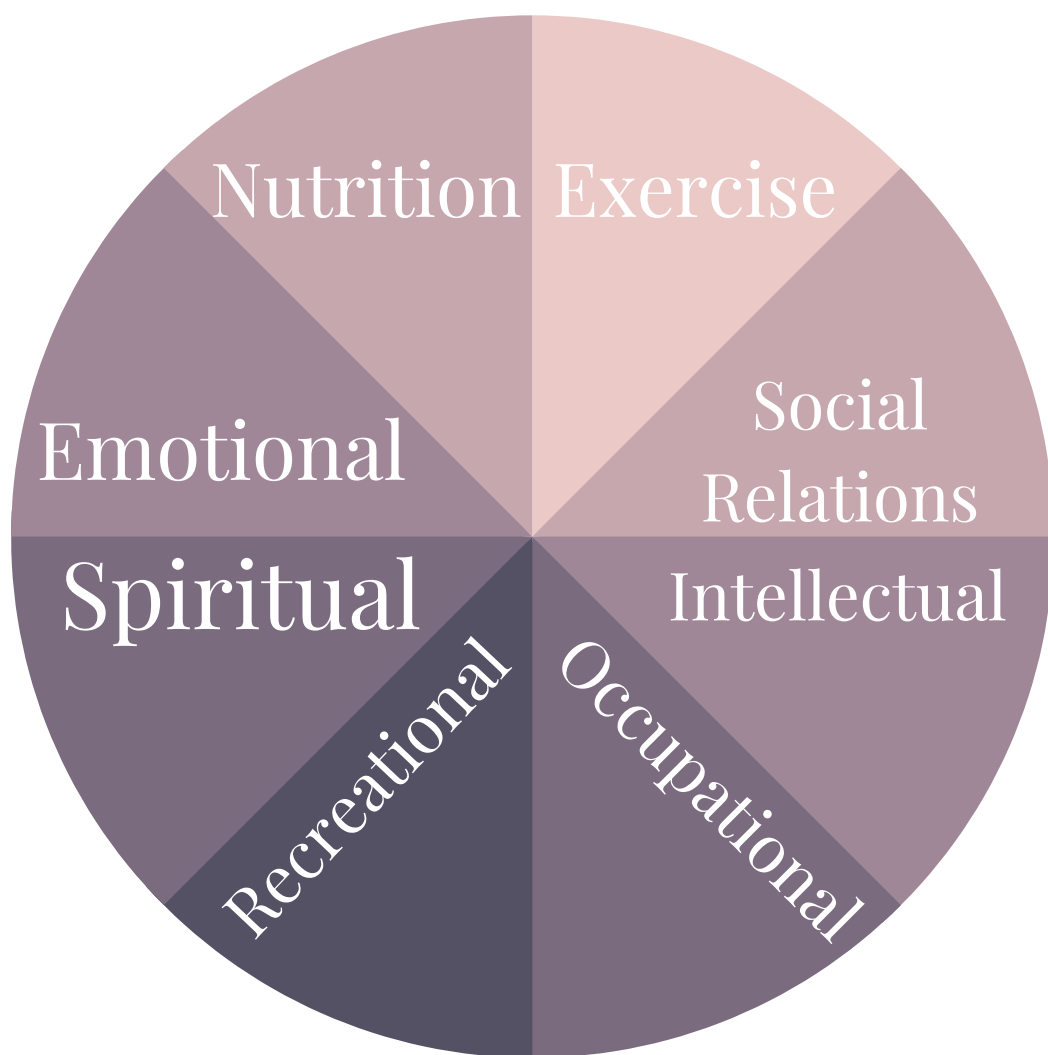 Nutrition
Exercise
Social
Relations
Intellectual
Occupational
Recreational
Spiritual
Emotional